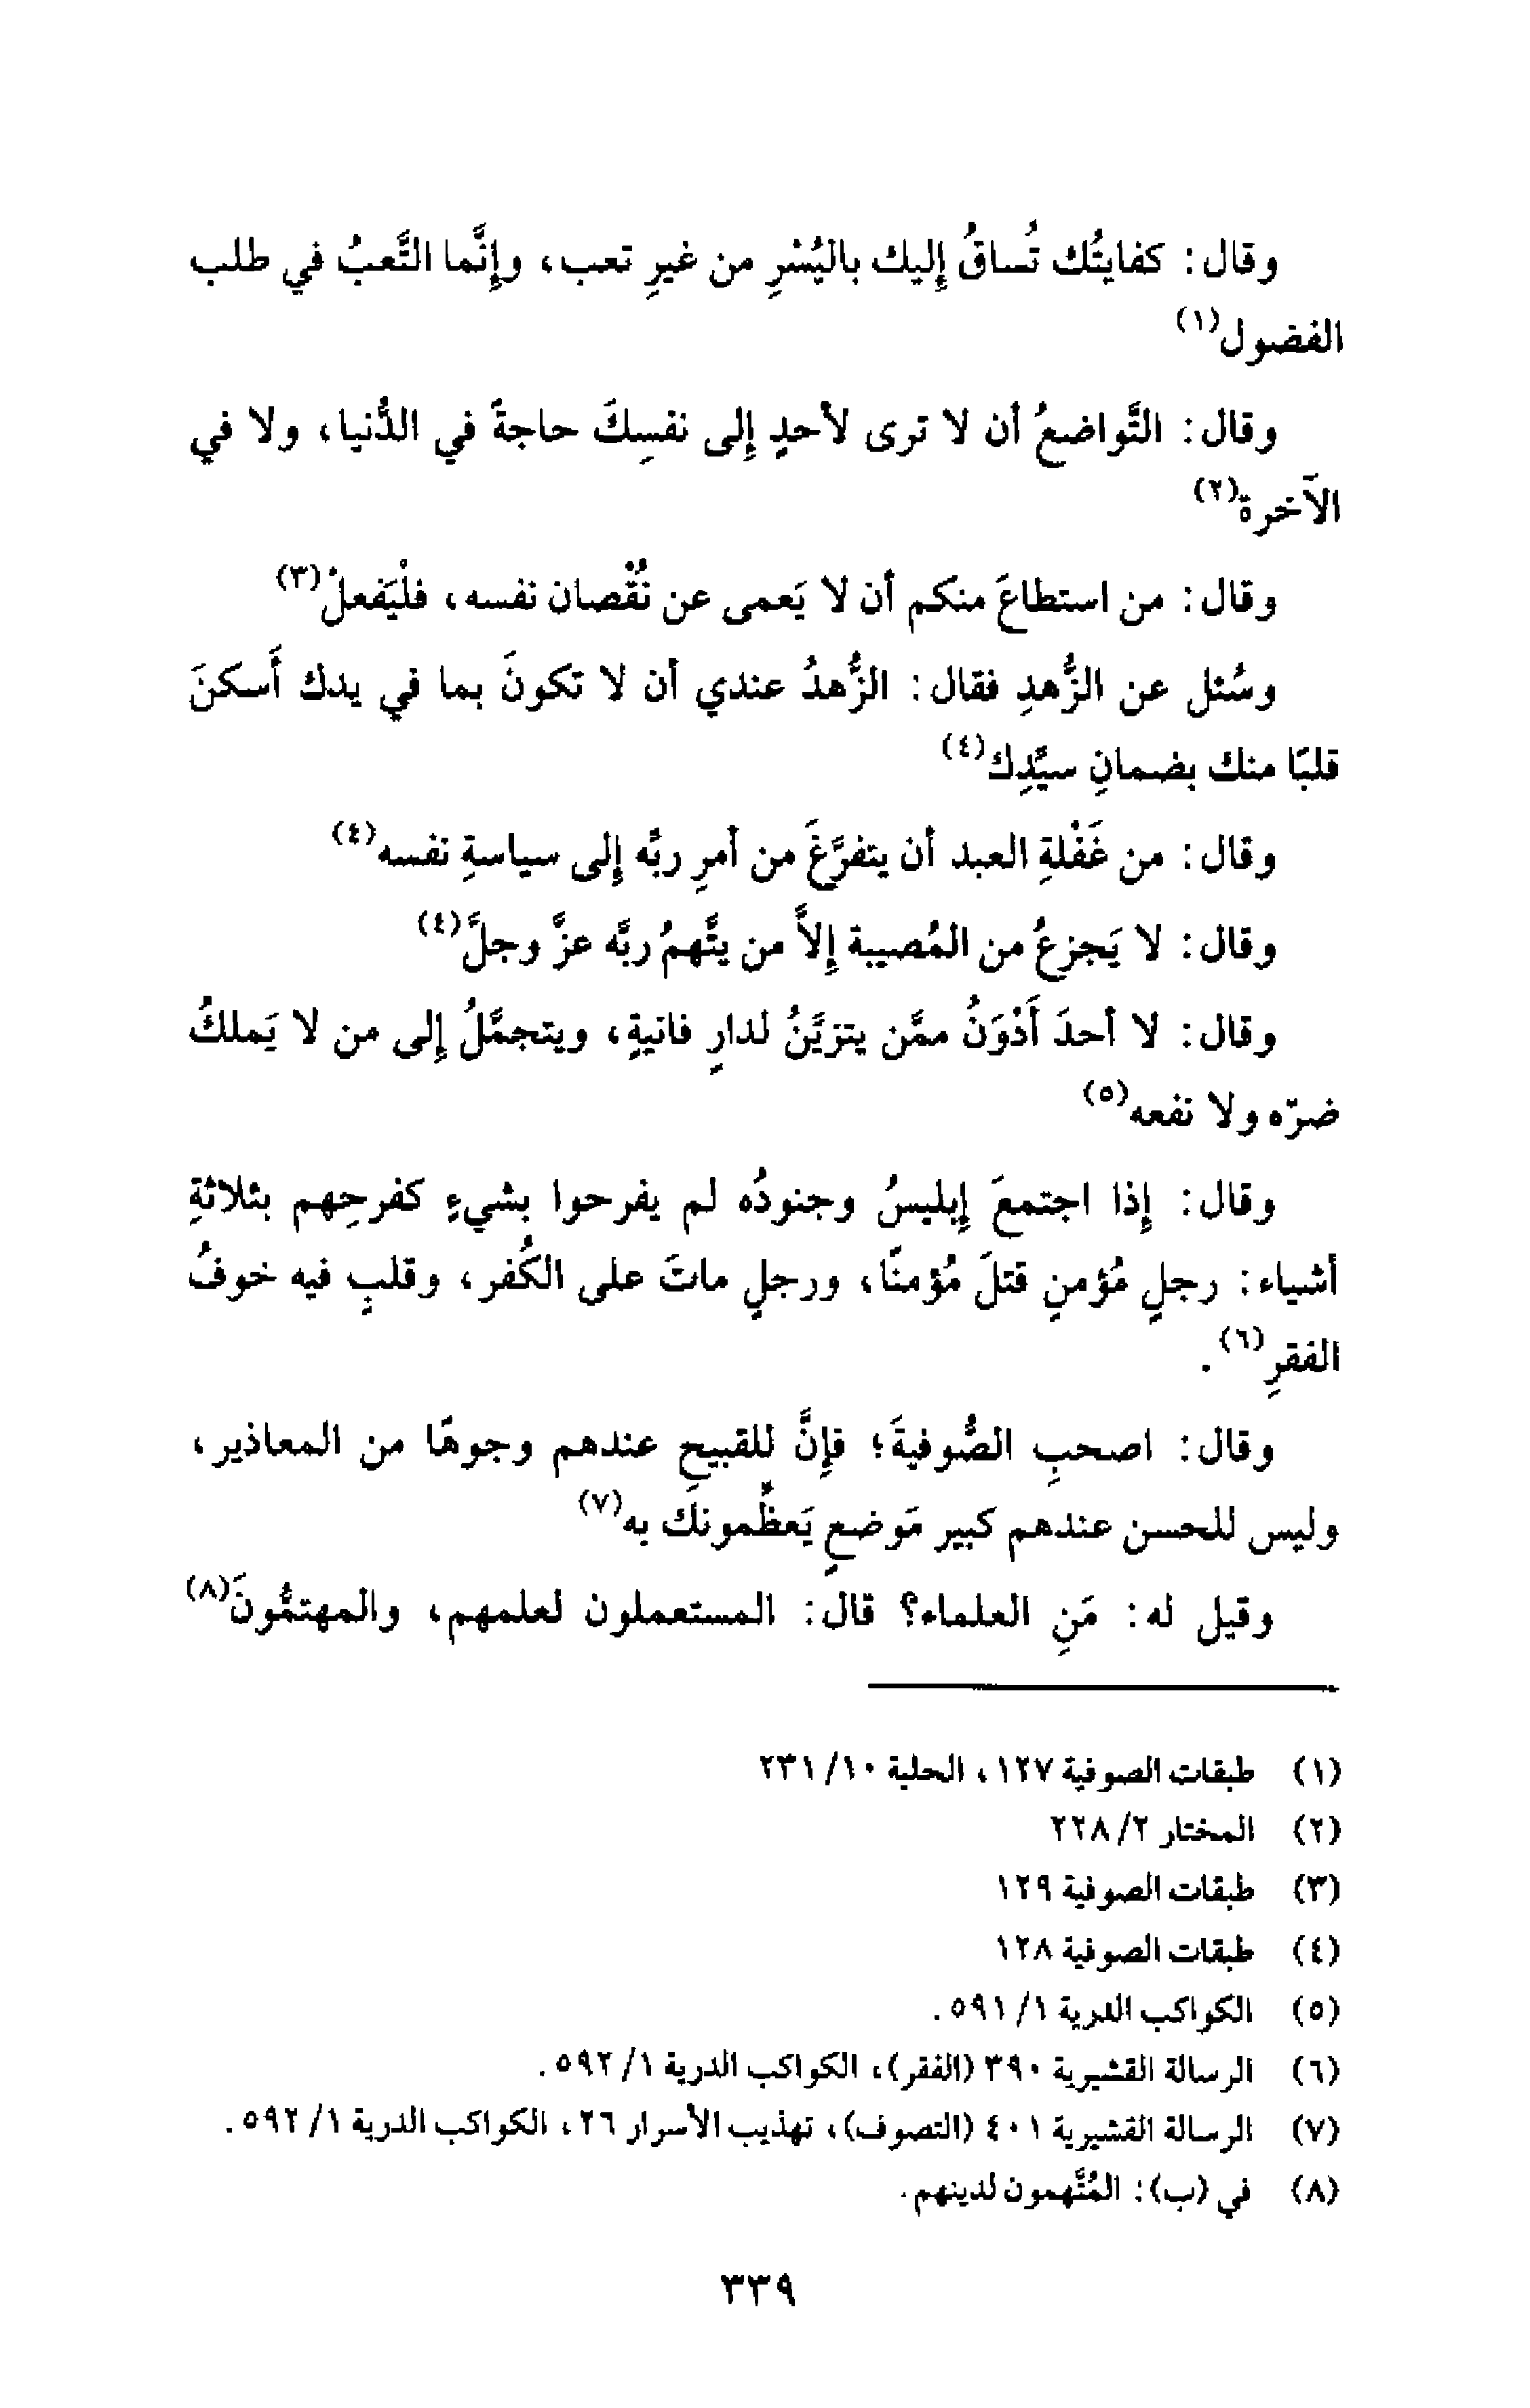 وقال: كفايتُك تُساقُ إليك باليُسْرِ من غيرِ تعب، وإنَّما التَّعبُ في طلب
الفضول(١)
وقال: التَّواضعُ أن لا ترى لأحدٍ إلى نفسِكَ حاجةً في الدُّنيا، ولا في
الآخرة(٢)
وقال: من استطاعَ منكم أن لا يَعمى عن نُقْصان نفسه، فلْيَفعلْ(٣)
وسُئل عن الزُّهدِ فقال: الزُّهدُ عندي أن لا تكونَ بما في يدك أَسكنَ
قلبًا منك بضمانِ سيِّدِك(٤)
وقال: من غَفْلةِ العبد أن يتفرَّغَ من أمرِ ربِّه إلى سياسةِ نفسه(٤)
وقال: لا يَجزعُ من المُصيبة إلاَّ من يتَّهمُ ربَّه عزَّ وجلَّ(٤)
وقال: لا أحدَ أَدْوَنُ ممَّن يتزيَّنُ لدارٍ فانيةٍ، ويتجمَّلُ إلى من لا يَملكُ
ضرّه ولا نفعه(٥)
وقال: إذا اجتمعَ إبليسُ وجنودُه لم يفرحوا بشيءٍ كفرحِهم بثلاثةِ
أشياء: رجلٍ مُؤمنٍ قتلَ مُؤمنًا، ورجلٍ ماتَ على الكُفر، وقلبٍ فيه خوفُ
الفقرِ(٦).
وقال: اصحبِ الصُّوفيةَ؛ فإنَّ للقبيحِ عندهم وجوهًا من المعاذير،
وليس للحسن عندهم كبير مَوضعٍ يَعظِّمونكَ به(٧)
وقيل له: مَنِ العلماء؟ قال: المستعملون لعلمهم، والمهتمُّونَ(٨)
(١) طبقات الصوفية ١٢٧، الحلية ١٠/ ٢٣١
(٢) المختار ٢/ ٢٢٨
(٣) طبقات الصوفية ١٢٩
(٤) طبقات الصوفية ١٢٨
(٥) الكواكب الدرية ١/ ٥٩١.
(٦) الرسالة القشيرية ٣٩٠ (الفقر)، الكواكب الدرية ١/ ٥٩٢.
(٧) الرسالة القشيرية ٤٠١ (التصوف)، تهذيب الأسرار ٢٦، الكواكب الدرية ١/ ٥٩٢.
(٨) في (ب): المُتَّهمون لدينهم.
٣٣٩